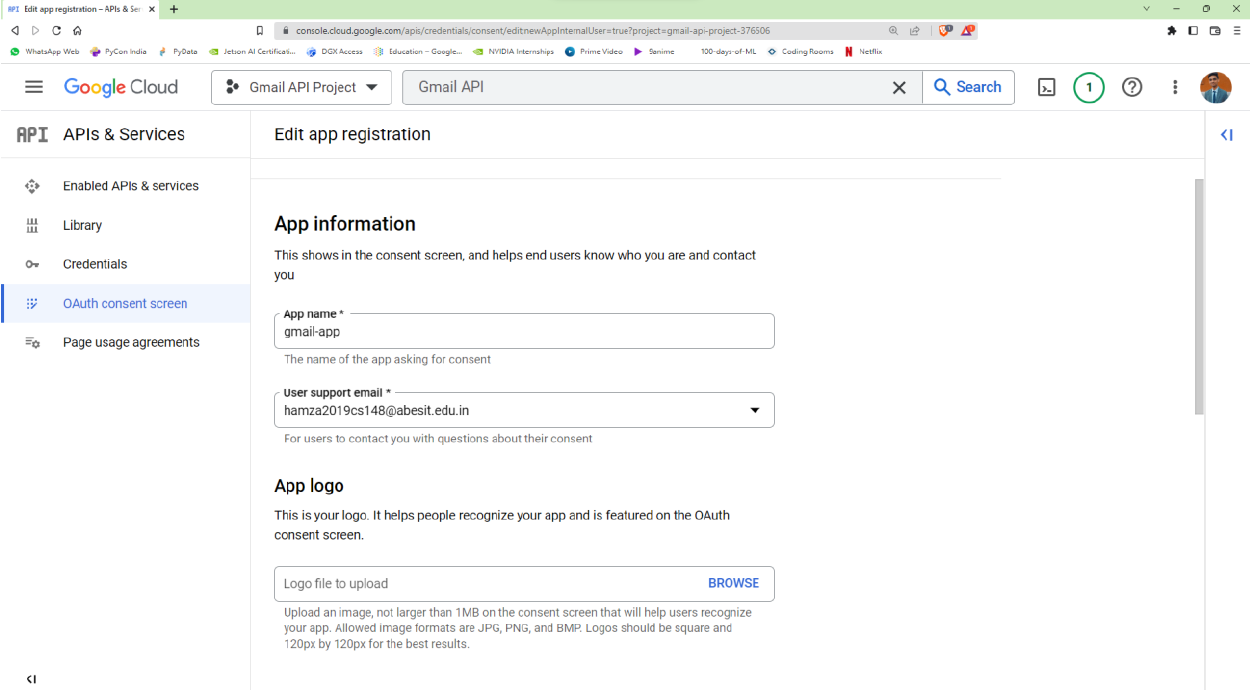 API Edit app registration – APIs & Ser
console.cloud.google.com/apis/credentials/consent/editnewAppInternalUser=true?project=gmail-api-project-376506
WhatsApp Web PyCon India PyData Jetson AI Certificati... DGX Access Education – Google... NVIDIA Internships Prime Video 9anime 100-days-of-ML Coding Rooms Netflix
Google Cloud Gmail API Project Gmail API Search 1
API APIs & Services
Edit app registration
Enabled APIs & services
Library
Credentials
OAuth consent screen
Page usage agreements
App information
This shows in the consent screen, and helps end users know who you are and contact
you
App name *
gmail-app
The name of the app asking for consent
User support email *
hamza2019cs148@abesit.edu.in
For users to contact you with questions about their consent
App logo
This is your logo. It helps people recognize your app and is featured on the OAuth
consent screen.
Logo file to upload BROWSE
Upload an image, not larger than 1MB on the consent screen that will help users recognize
your app. Allowed image formats are JPG, PNG, and BMP. Logos should be square and
120px by 120px for the best results.